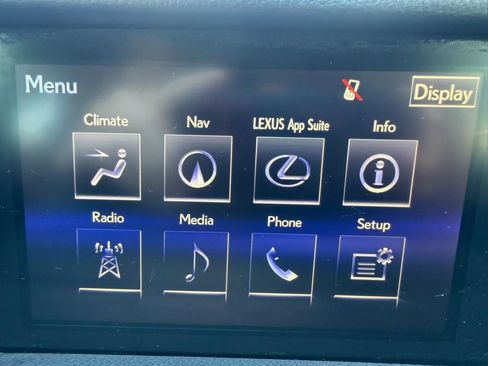 Menu
Display
Climate
Nav
LEXUS App Suite
Info
Radio
Media
Phone
Setup